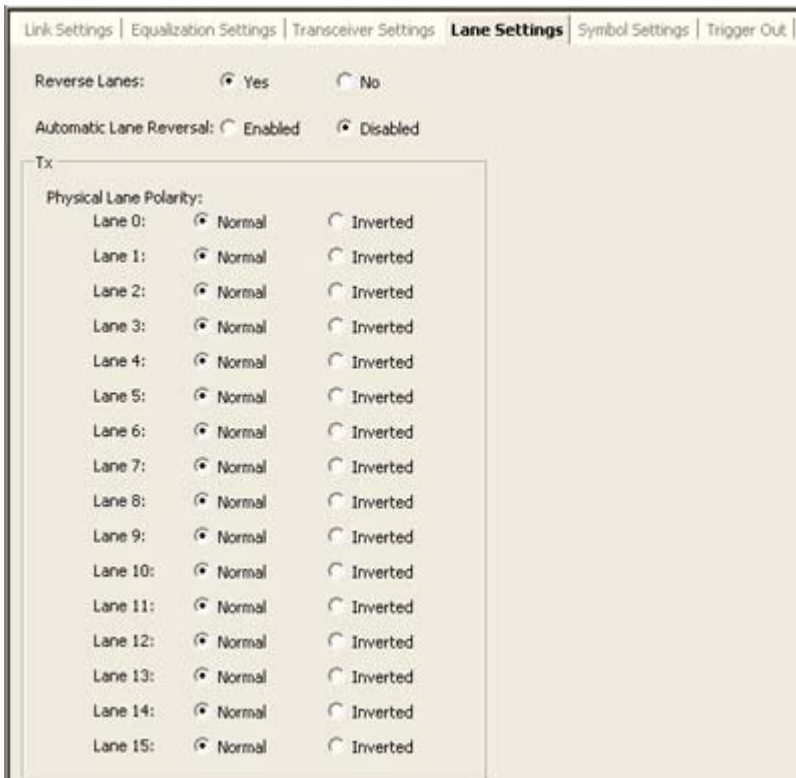 Link Settings | Equalization Settings | Transceiver Settings | Lane Settings | Symbol Settings | Trigger Out |
Reverse Lanes: Yes No
Automatic Lane Reversal: Enabled Disabled
Tx
Physical Lane Polarity:
Lane 0: Normal Inverted
Lane 1: Normal Inverted
Lane 2: Normal Inverted
Lane 3: Normal Inverted
Lane 4: Normal Inverted
Lane 5: Normal Inverted
Lane 6: Normal Inverted
Lane 7: Normal Inverted
Lane 8: Normal Inverted
Lane 9: Normal Inverted
Lane 10: Normal Inverted
Lane 11: Normal Inverted
Lane 12: Normal Inverted
Lane 13: Normal Inverted
Lane 14: Normal Inverted
Lane 15: Normal Inverted